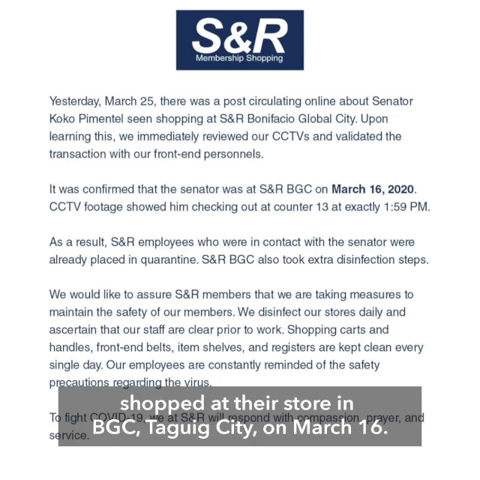 S&R
Membership Shopping
Yesterday, March 25, there was a post circulating online about Senator
Koko Pimentel seen shopping at S&R Bonifacio Global City. Upon
learning this, we immediately reviewed our CCTVs and validated the
transaction with our front-end personnels.
It was confirmed that the senator was at S&R BGC on March 16, 2020.
CCTV footage showed him checking out at counter 13 at exactly 1:59 PM.
As a result, S&R employees who were in contact with the senator were
already placed in quarantine. S&R BGC also took extra disinfection steps.
We would like to assure S&R members that we are taking measures to
maintain the safety of our members. We disinfect our stores daily and
ascertain that our staff are clear prior to work. Shopping carts and
handles, front-end belts, item shelves, and registers are kept clean every
single day. Our employees are constantly reminded of the safety
precautions regarding the virus.
shopped at their store in
To fight COVID-19, we at S&R will respond with compassion, prayer, and
BGC, Taguig City, on March 16.
service.